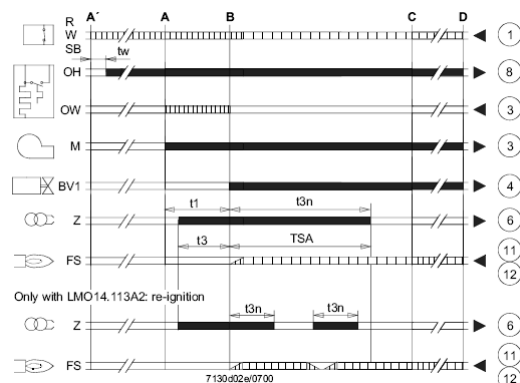 A´ A B C D
R
W 1
SB tw
OH 8
OW 3
M 3
BV1 4
t1 t3n
Z 6
t3 TSA
FS 11
12
Only with LMO14.113A2: re-ignition
t3n t3n
Z 6
FS 11
7130d02e/0700 12